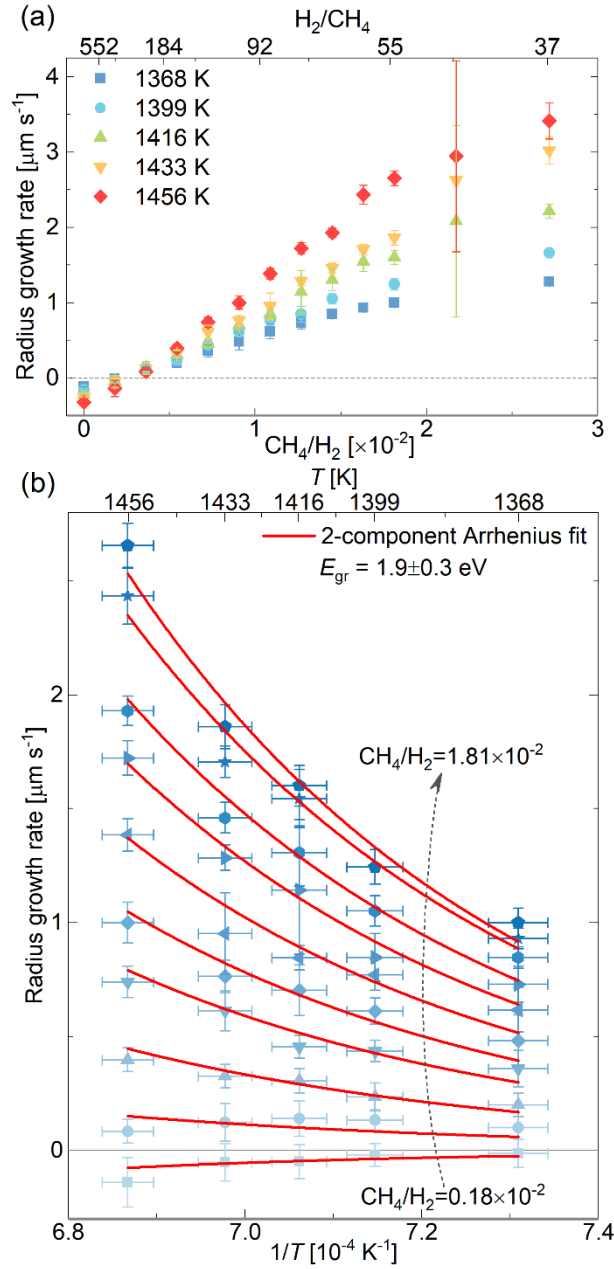 (a)
H₂/CH₄
552 184 92 55 37
1368 K
1399 K
1416 K
1433 K
1456 K
Radius growth rate [μm s⁻¹]
4
3
2
1
0
0 1 2 3
CH₄/H₂ [×10⁻²]
(b)
T [K]
1456 1433 1416 1399 1368
2-component Arrhenius fit
E_gr = 1.9±0.3 eV
CH₄/H₂=1.81×10⁻²
Radius growth rate [μm s⁻¹]
2
1
0
CH₄/H₂=0.18×10⁻²
6.8 7.0 7.2 7.4
1/T [10⁻⁴ K⁻¹]